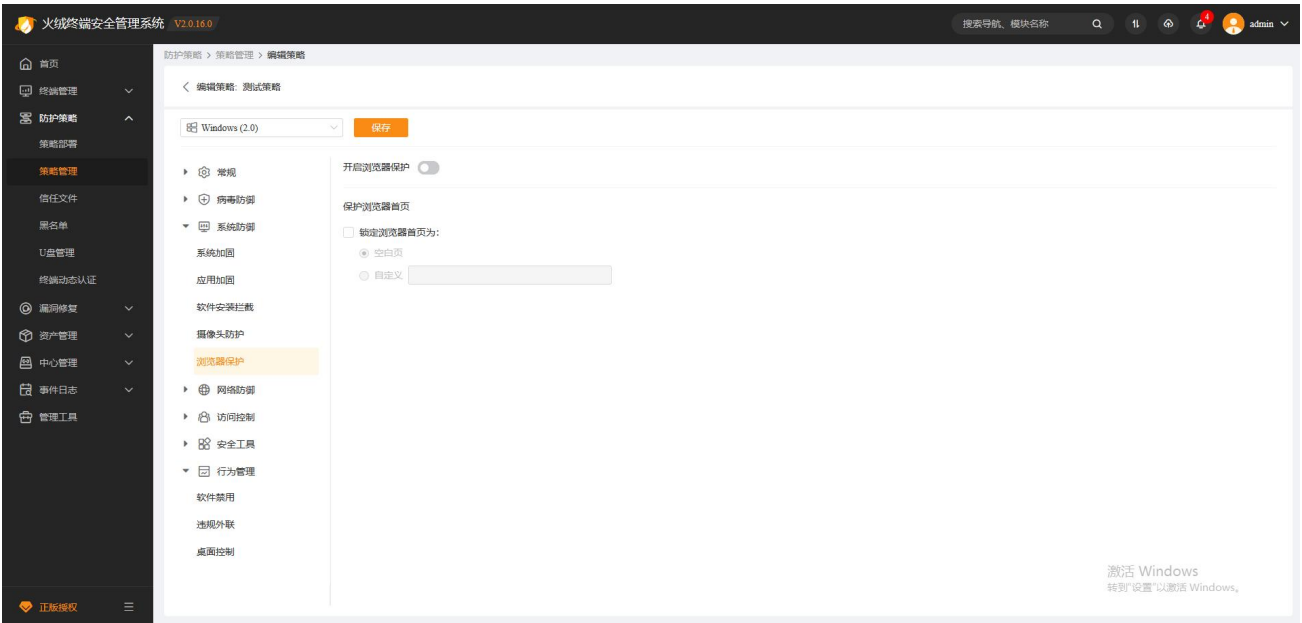 火绒终端安全管理系统 V2.0.16.0
搜索导航、模块名称
4
admin
首页
终端管理
防护策略
策略部署
策略管理
信任文件
黑名单
U盘管理
终端动态认证
漏洞修复
资产管理
中心管理
事件日志
管理工具
正版授权
防护策略 > 策略管理 > 编辑策略
编辑策略: 测试策略
Windows (2.0)
保存
常规
病毒防御
系统防御
系统加固
应用加固
软件安装拦截
摄像头防护
浏览器保护
网络防御
访问控制
安全工具
行为管理
软件禁用
违规外联
桌面控制
开启浏览器保护
保护浏览器首页
锁定浏览器首页为:
空白页
自定义
激活 Windows
转到"设置"以激活 Windows。